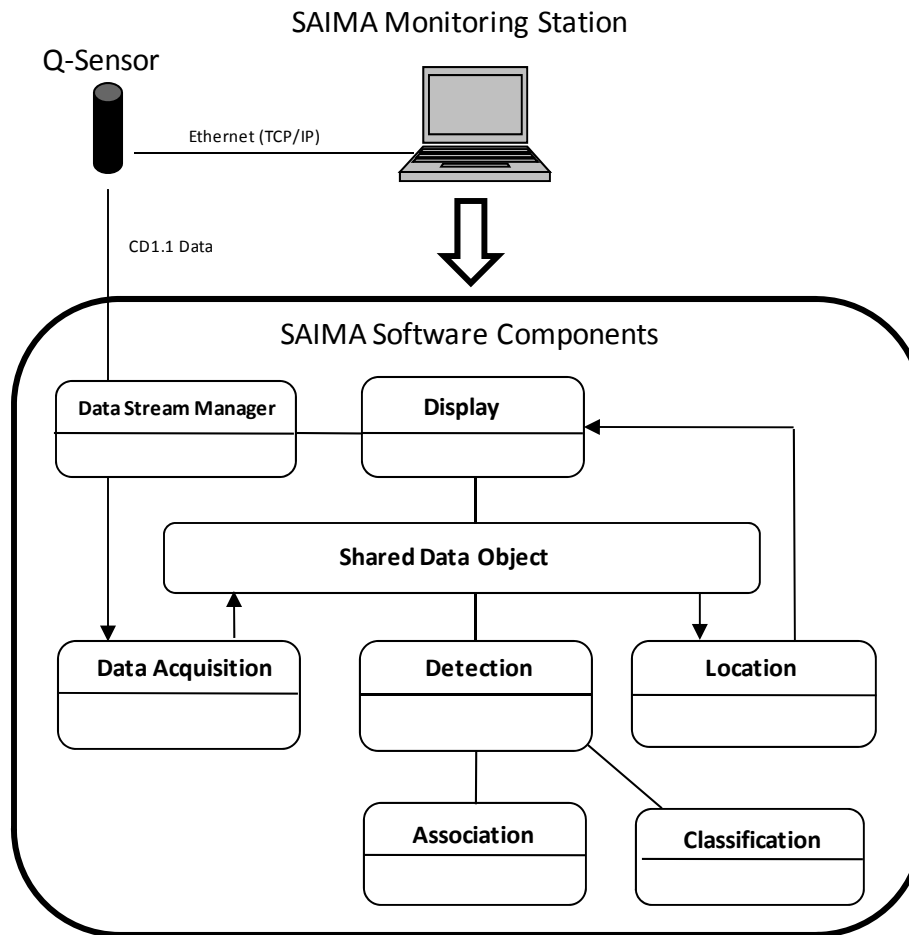 SAIMA Monitoring Station
Q-Sensor
Ethernet (TCP/IP)
CD1.1 Data
SAIMA Software Components
Data Stream Manager
Display
Shared Data Object
Data Acquisition
Detection
Location
Association
Classification